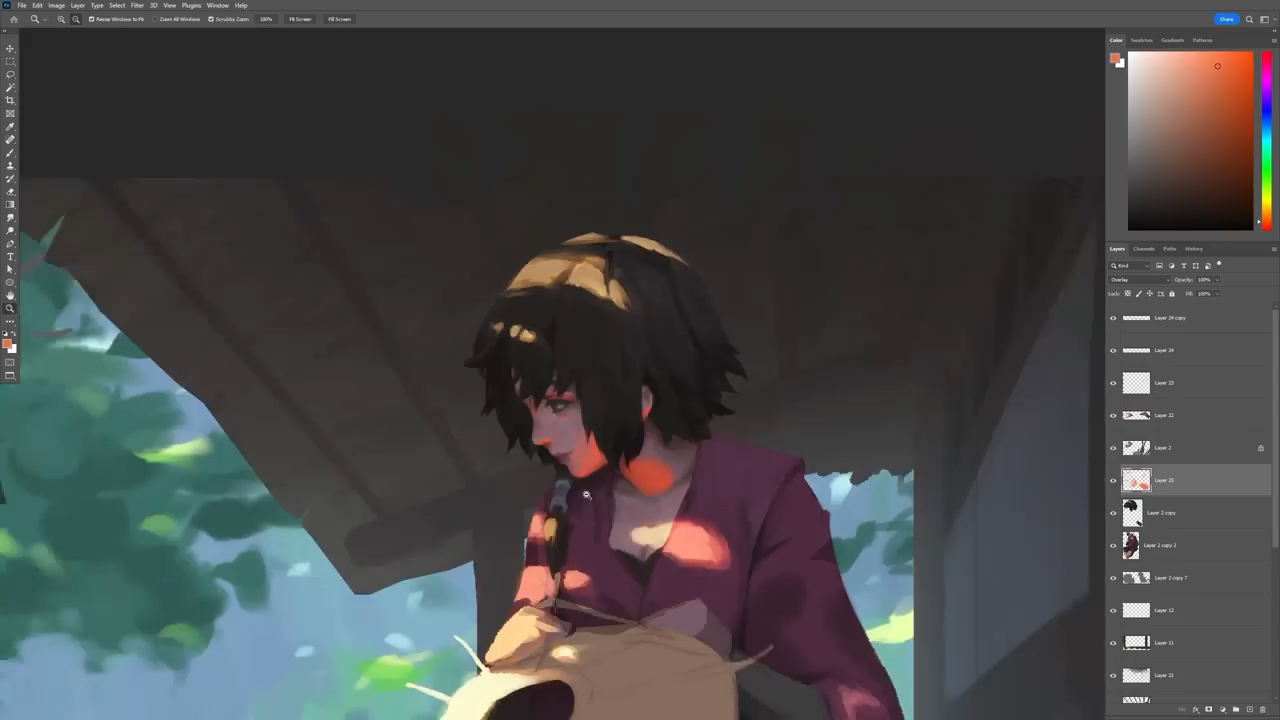 Ps File Edit Image Layer Type Select Filter 3D View Plugins Window Help
Resize Windows to Fit Zoom All Windows Scrubby Zoom 100% Fit Screen Fill Screen Share
Color Swatches Gradients Patterns
Layers Channels Paths History
Kind
Overlay Opacity: 100%
Lock: Fill: 100%
Layer 24 copy
Layer 24
Layer 23
Layer 22
Layer 2
Layer 25
Layer 2 copy
Layer 2 copy 2
Layer 2 copy 7
Layer 12
Layer 11
Layer 21